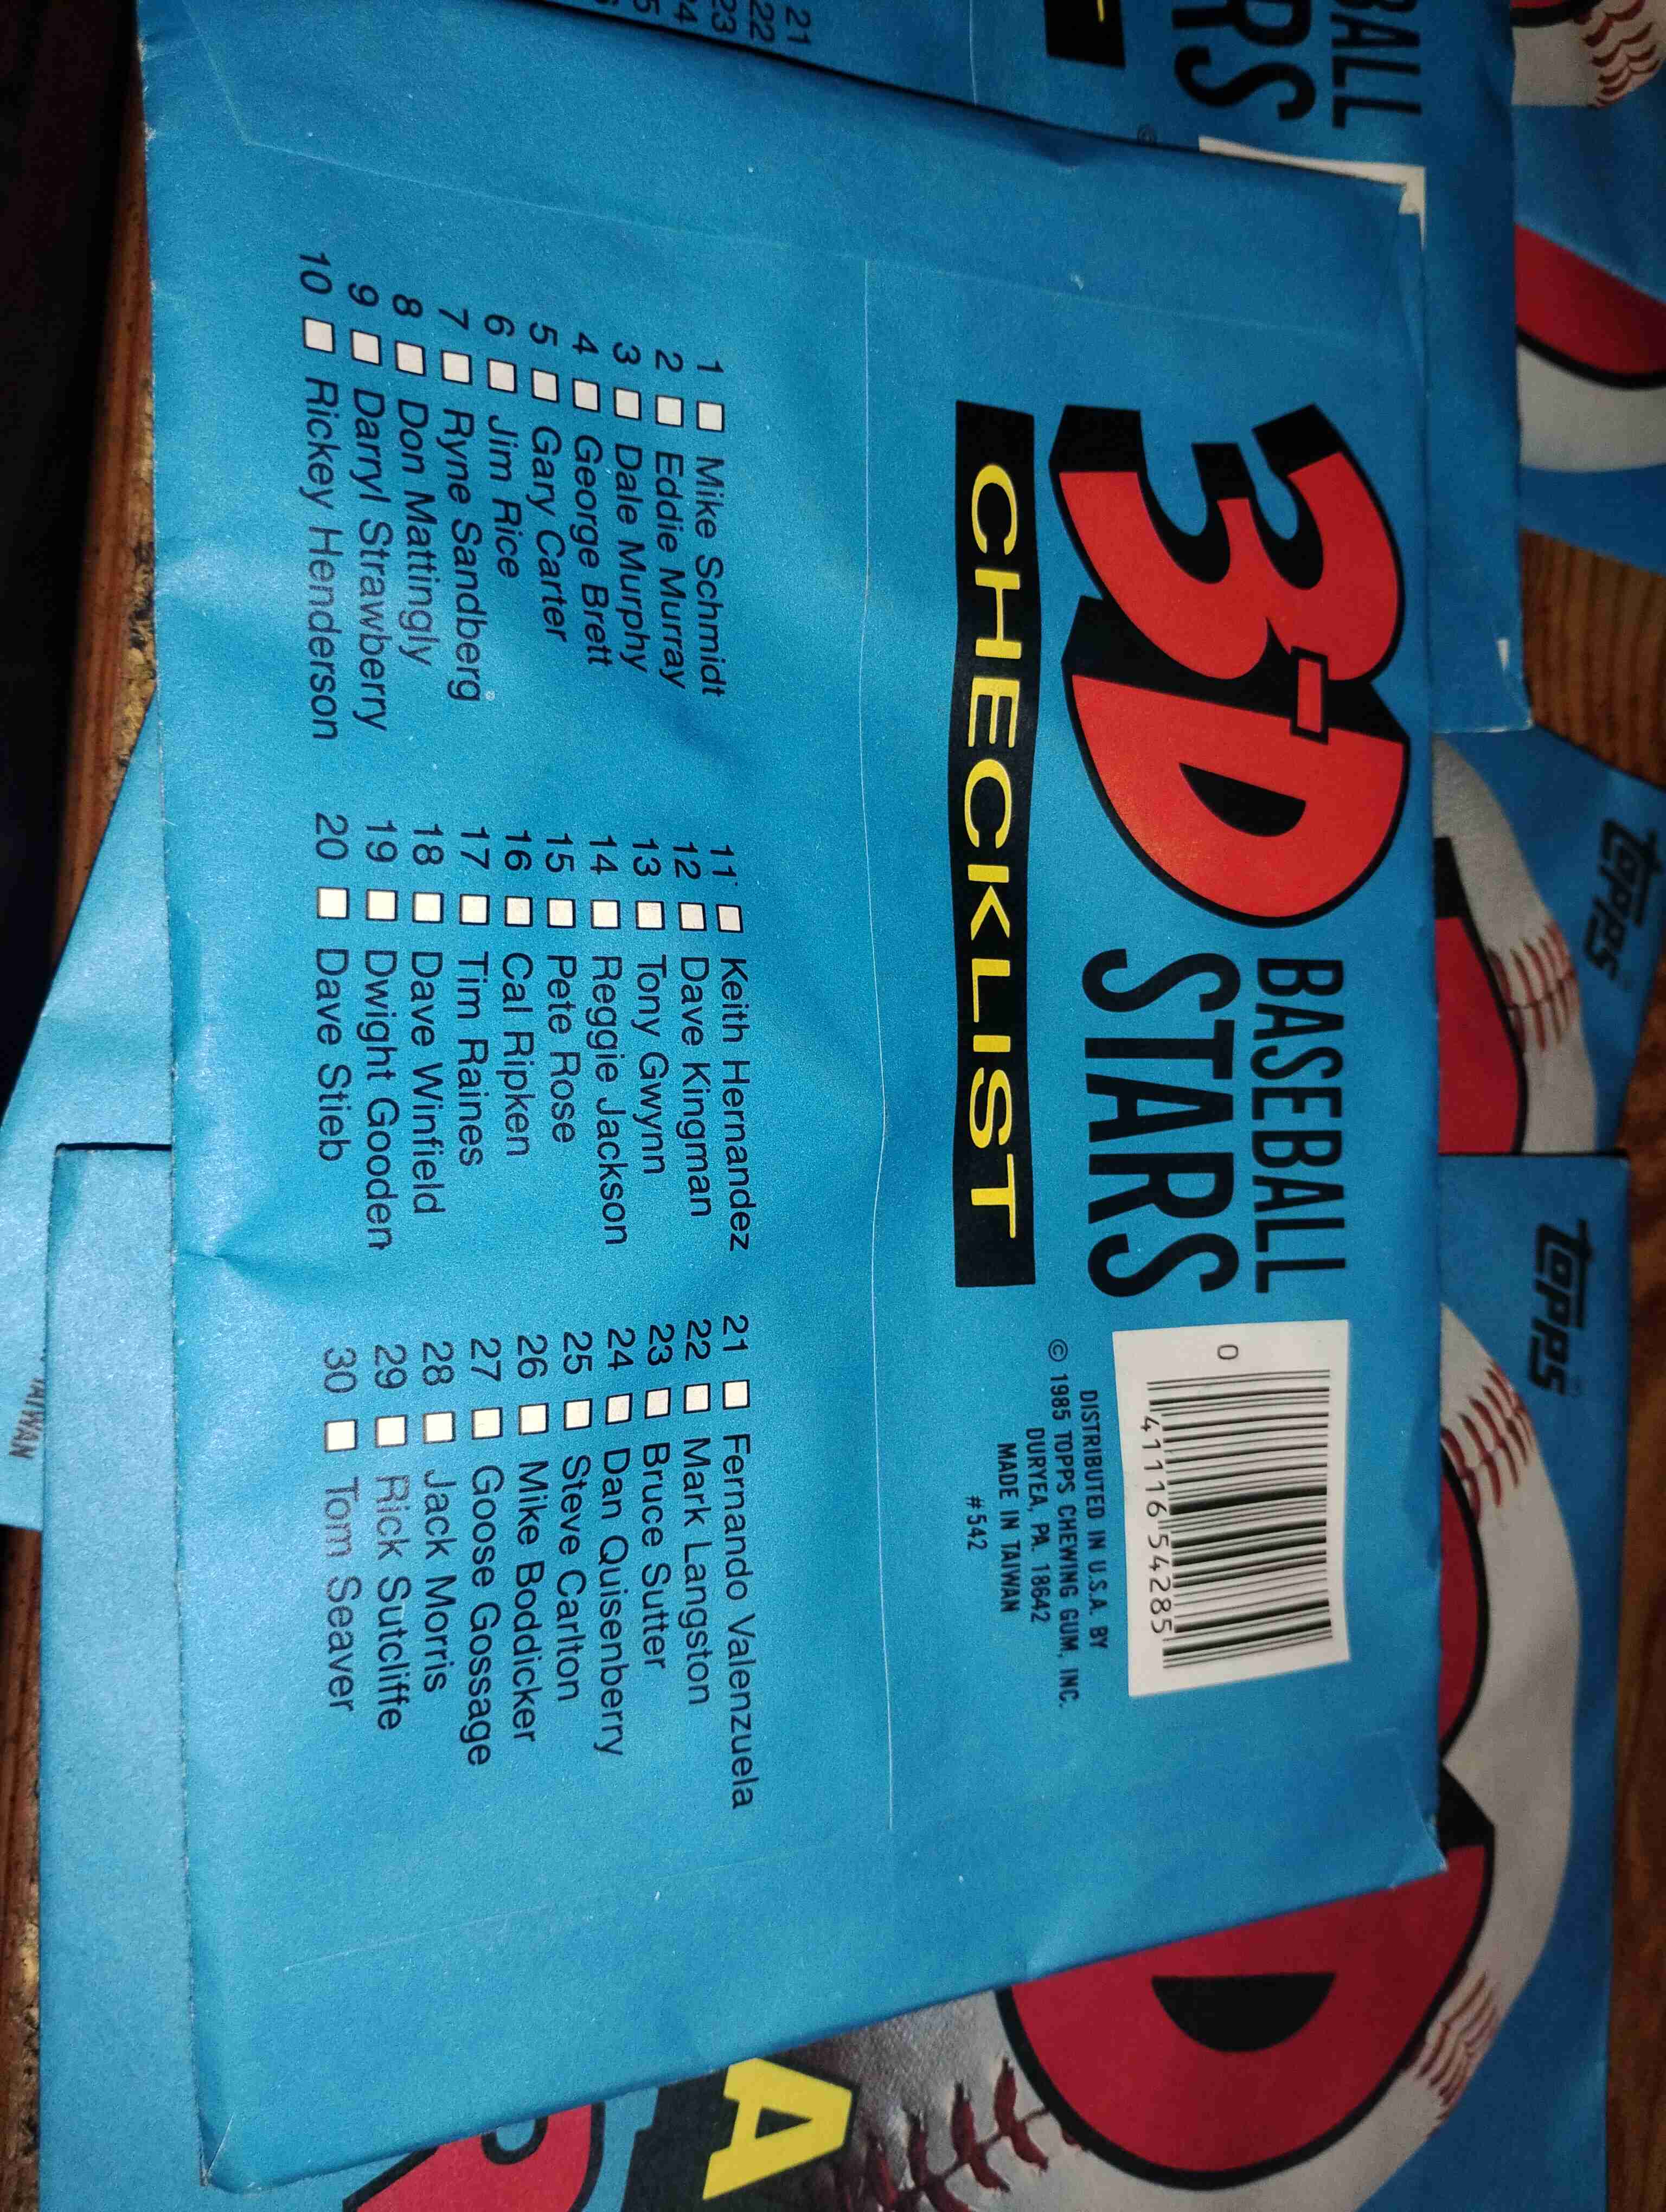 3-D BASEBALL
STARS
CHECKLIST
0 41116 54285
DISTRIBUTED IN U.S.A. BY
© 1985 TOPPS CHEWING GUM, INC.
DURYEA, PA. 18642
MADE IN TAIWAN
#542
1 Mike Schmidt
2 Eddie Murray
3 Dale Murphy
4 George Brett
5 Gary Carter
6 Jim Rice
7 Ryne Sandberg
8 Don Mattingly
9 Darryl Strawberry
10 Rickey Henderson
11 Keith Hernandez
12 Dave Kingman
13 Tony Gwynn
14 Reggie Jackson
15 Pete Rose
16 Cal Ripken
17 Tim Raines
18 Dave Winfield
19 Dwight Gooden
20 Dave Stieb
21 Fernando Valenzuela
22 Mark Langston
23 Bruce Sutter
24 Dan Quisenberry
25 Steve Carlton
26 Mike Boddicker
27 Goose Gossage
28 Jack Morris
29 Rick Sutcliffe
30 Tom Seaver
BALL
RS
T
©
21
22
23
24
topps
topps
D
A
TAIWAN